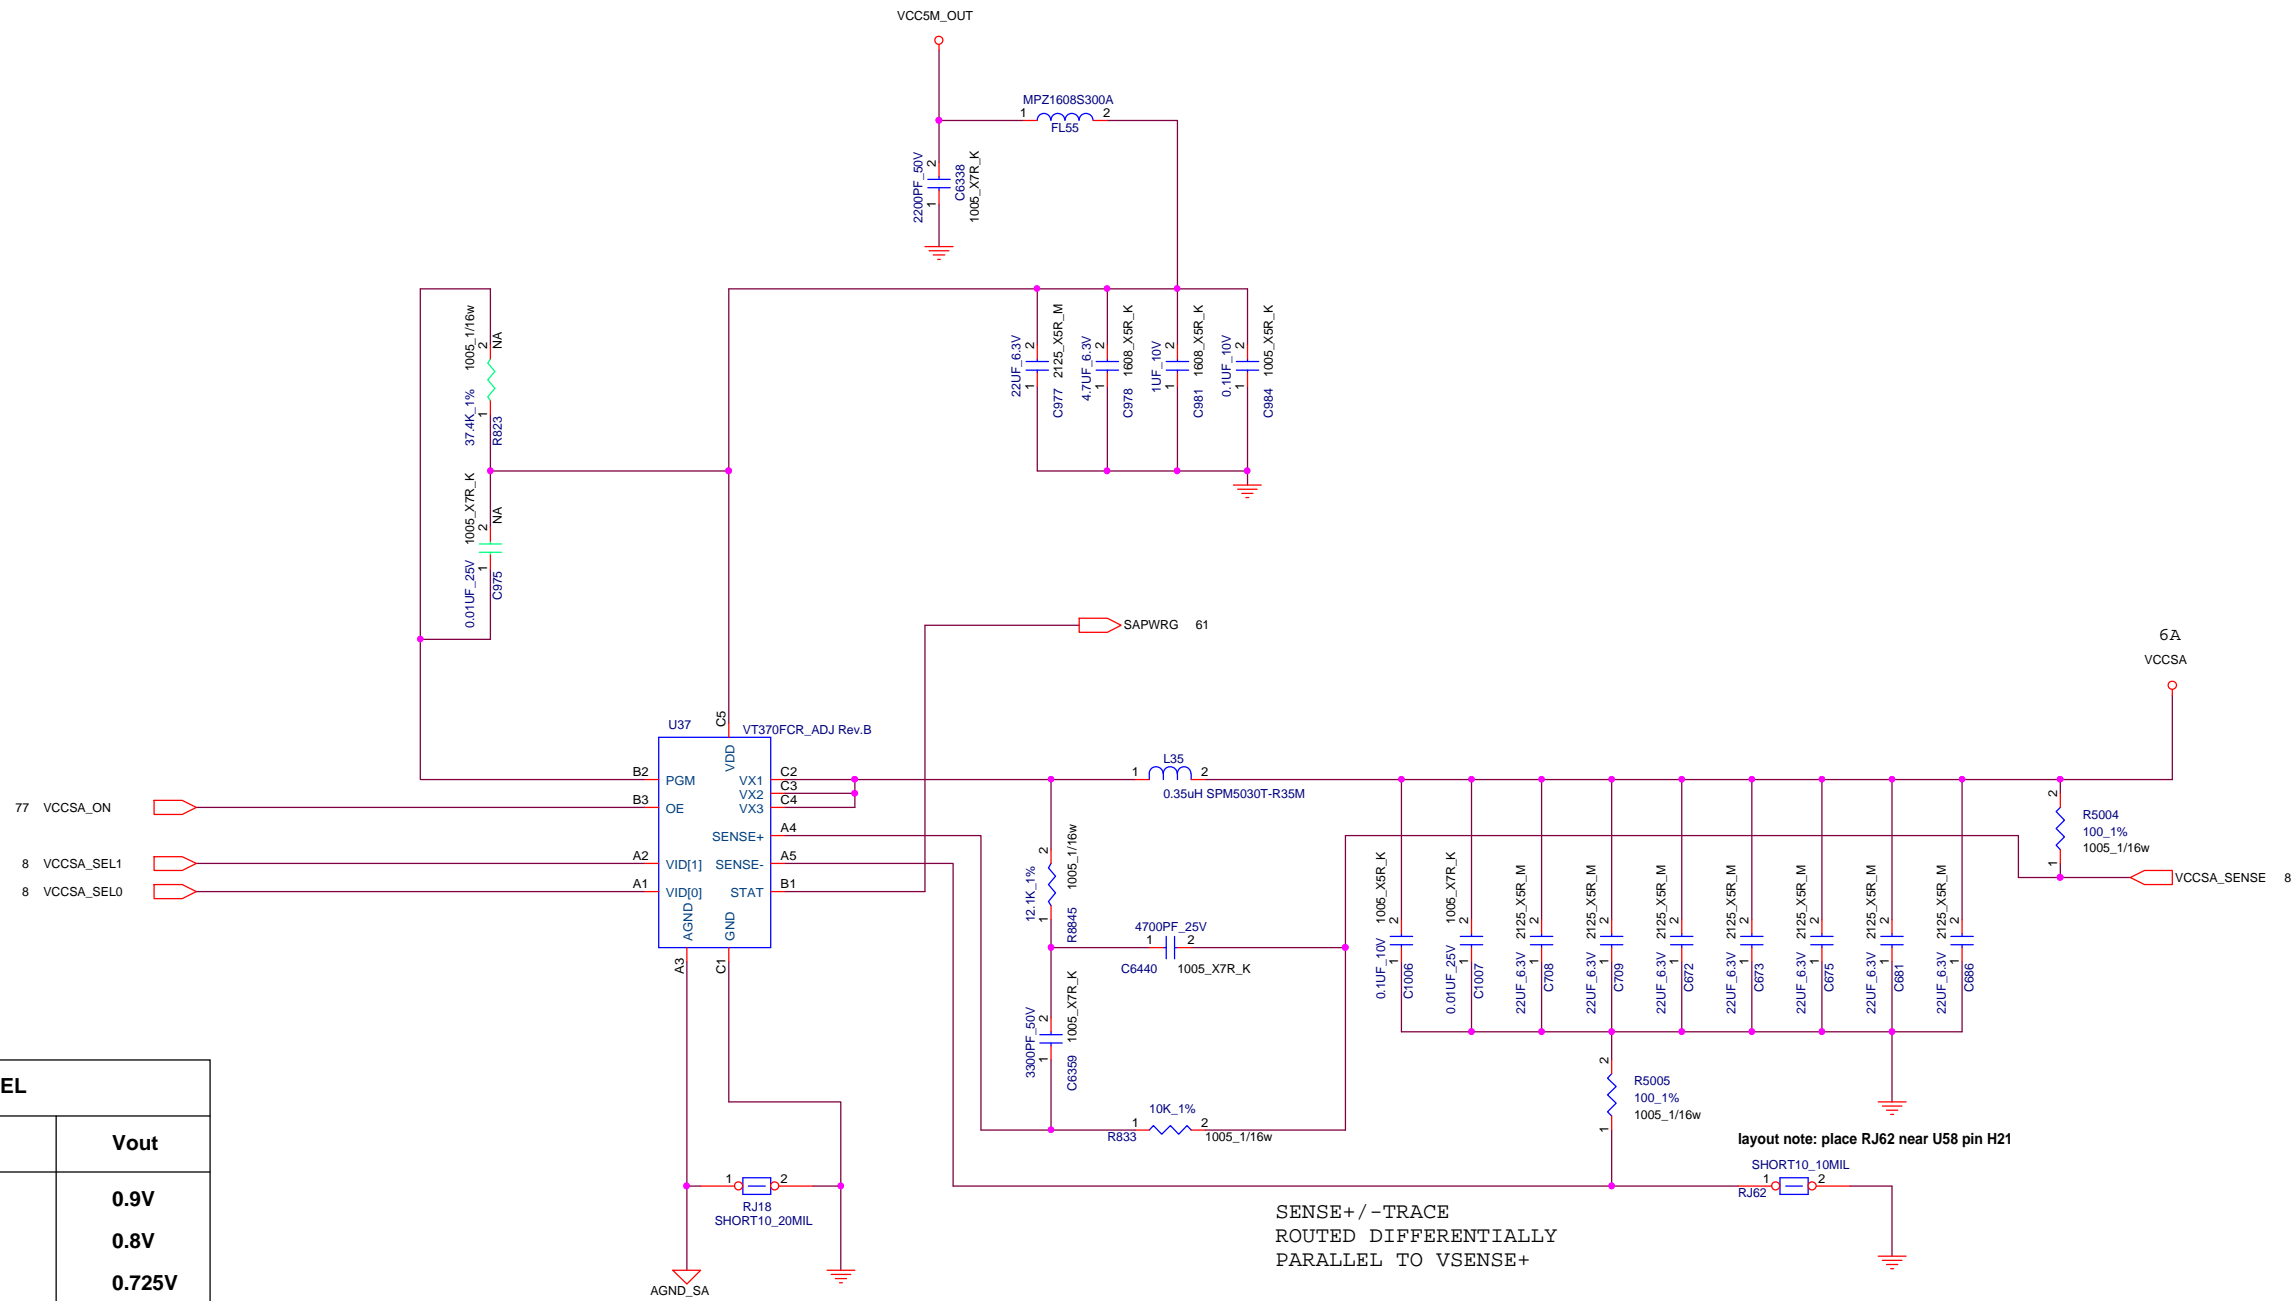 VCC5M_OUT
MPZ1608S300A
1
2
FL55
2200PF_50V
2
1
C6338
1005_X7R_K
1005_1/16w
2
NA
37.4K_1%
1
R823
1005_X7R_K
2
NA
0.01UF_25V
1
C975
22UF_6.3V
2
1
2125_X5R_M
C977
4.7UF_6.3V
2
1
1608_X5R_K
C978
1UF_10V
2
1
1608_X5R_K
C981
0.1UF_10V
2
1
1005_X5R_K
C984
SAPWRG 61
6A
VCCSA
U37
C5
VT370FCR_ADJ Rev.B
VDD
B2
PGM
VX1
C2
VX2
C3
VX3
C4
77 VCCSA_ON
B3
OE
SENSE+
A4
8 VCCSA_SEL1
A2
VID[1]
SENSE-
A5
8 VCCSA_SEL0
A1
VID[0]
STAT
B1
AGND
GND
A3
C1
L35
1
2
0.35uH SPM5030T-R35M
2
1005_1/16w
12.1K_1%
1
R8845
4700PF_25V
1
2
C6440 1005_X7R_K
3300PF_50V
2
1
1005_X7R_K
C6359
10K_1%
1
2
R833
1005_1/16w
0.1UF_10V
1
2
1005_X5R_K
C1006
0.01UF_25V
1
2
1005_X7R_K
C1007
22UF_6.3V
1
2
2125_X5R_M
C708
22UF_6.3V
1
2
2125_X5R_M
C709
22UF_6.3V
1
2
2125_X5R_M
C672
22UF_6.3V
1
2
2125_X5R_M
C673
22UF_6.3V
1
2
2125_X5R_M
C675
22UF_6.3V
1
2
2125_X5R_M
C681
22UF_6.3V
1
2
2125_X5R_M
C686
2
R5004
100_1%
1005_1/16w
1
VCCSA_SENSE 8
2
R5005
100_1%
1005_1/16w
1
layout note: place RJ62 near U58 pin H21
SHORT10_10MIL
1
2
RJ62
1
2
RJ18
SHORT10_20MIL
AGND_SA
SENSE+/-TRACE
ROUTED DIFFERENTIALLY
PARALLEL TO VSENSE+
EL
Vout
0.9V
0.8V
0.725V